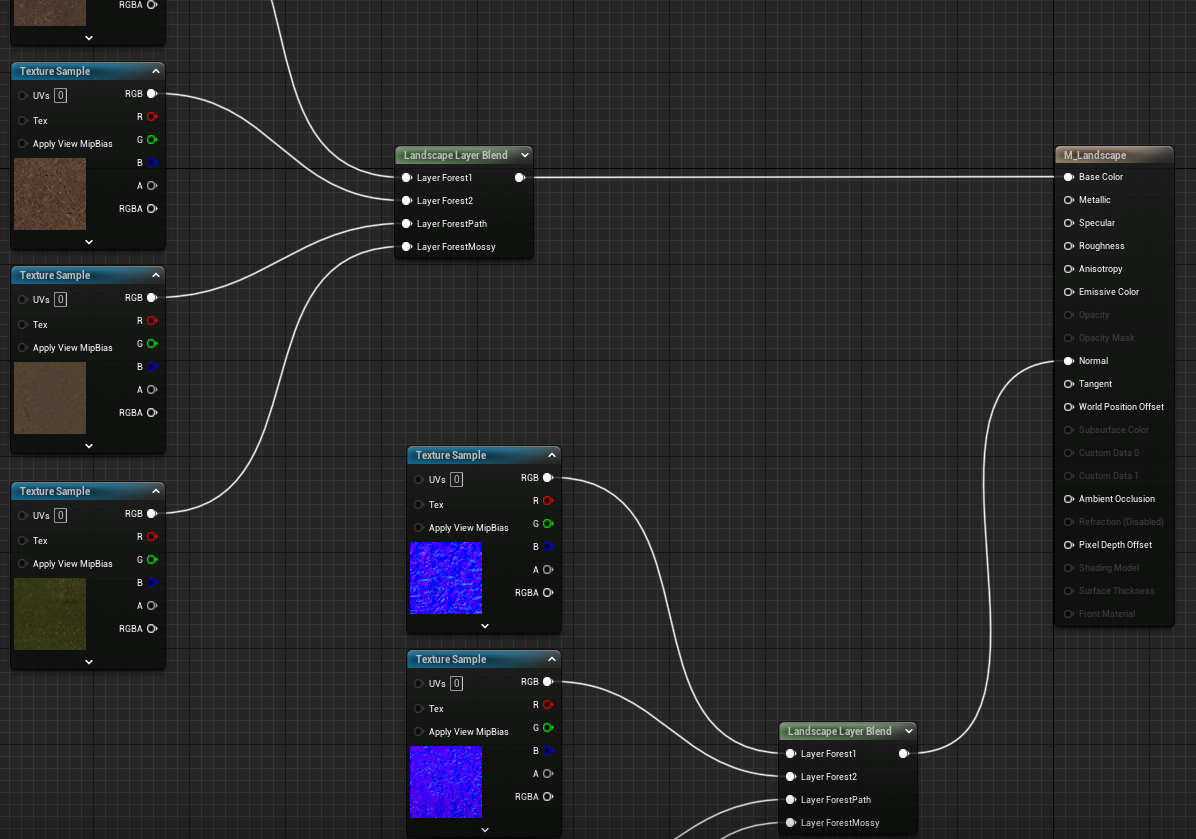 RGBA
Texture Sample
UVs 0
Tex
Apply View MipBias
RGB
R
G
B
A
RGBA
Texture Sample
UVs 0
Tex
Apply View MipBias
RGB
R
G
B
A
RGBA
Texture Sample
UVs 0
Tex
Apply View MipBias
RGB
R
G
B
A
RGBA
Landscape Layer Blend
Layer Forest1
Layer Forest2
Layer ForestPath
Layer ForestMossy
Texture Sample
UVs 0
Tex
Apply View MipBias
RGB
R
G
B
A
RGBA
Texture Sample
UVs 0
Tex
Apply View MipBias
RGB
R
G
B
A
RGBA
Landscape Layer Blend
Layer Forest1
Layer Forest2
Layer ForestPath
Layer ForestMossy
M_Landscape
Base Color
Metallic
Specular
Roughness
Anisotropy
Emissive Color
Opacity
Opacity Mask
Normal
Tangent
World Position Offset
Subsurface Color
Custom Data 0
Custom Data 1
Ambient Occlusion
Refraction (Disabled)
Pixel Depth Offset
Shading Model
Surface Thickness
Front Material